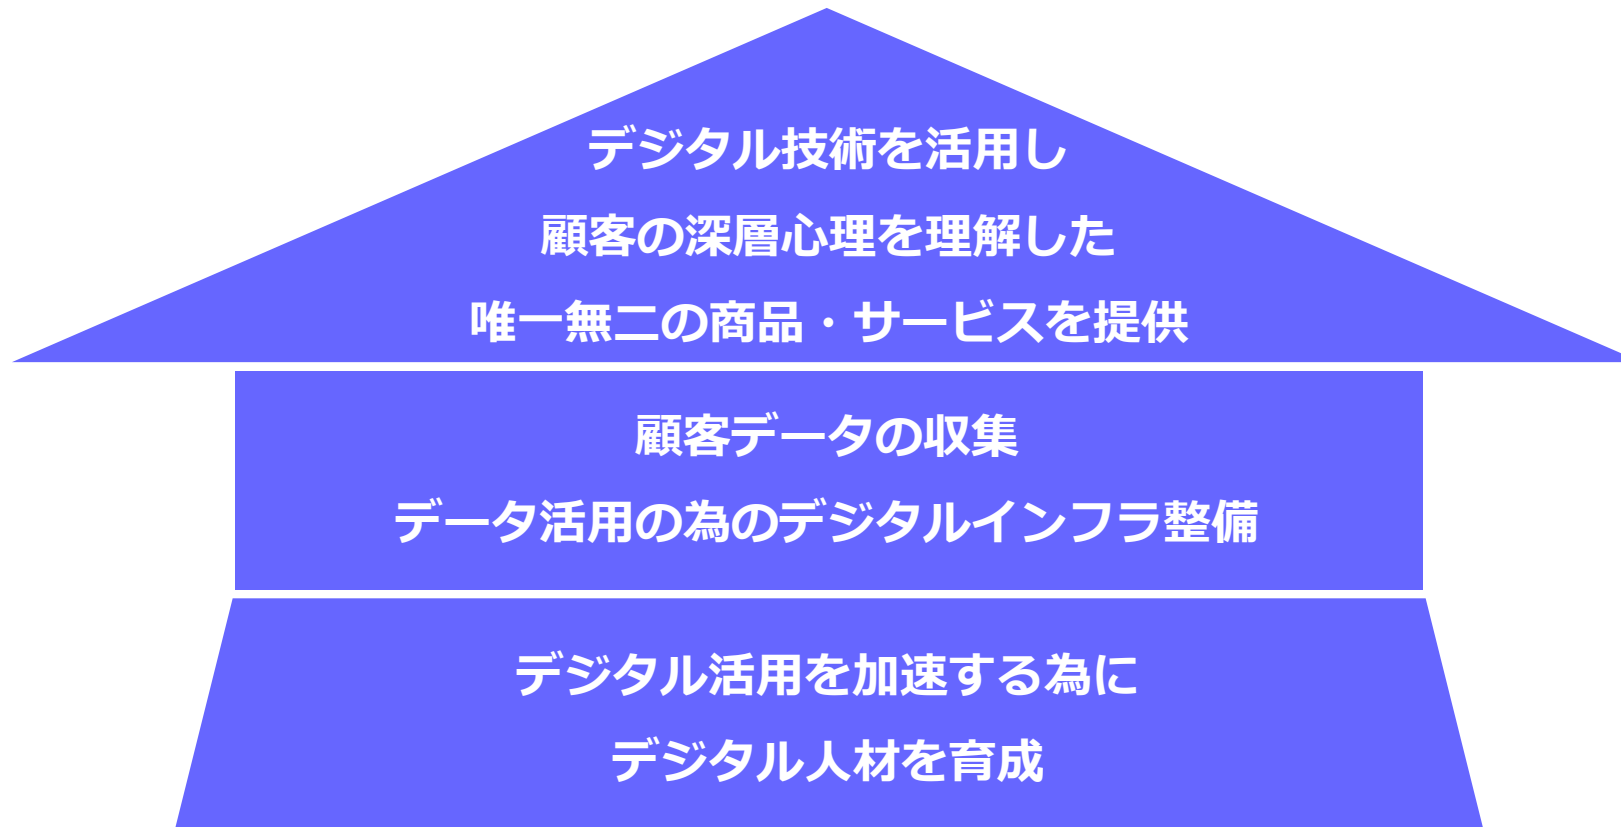 デジタル技術を活用し
顧客の深層心理を理解した
唯一無二の商品・サービスを提供
顧客データの収集
データ活用の為のデジタルインフラ整備
デジタル活用を加速する為に
デジタル人材を育成